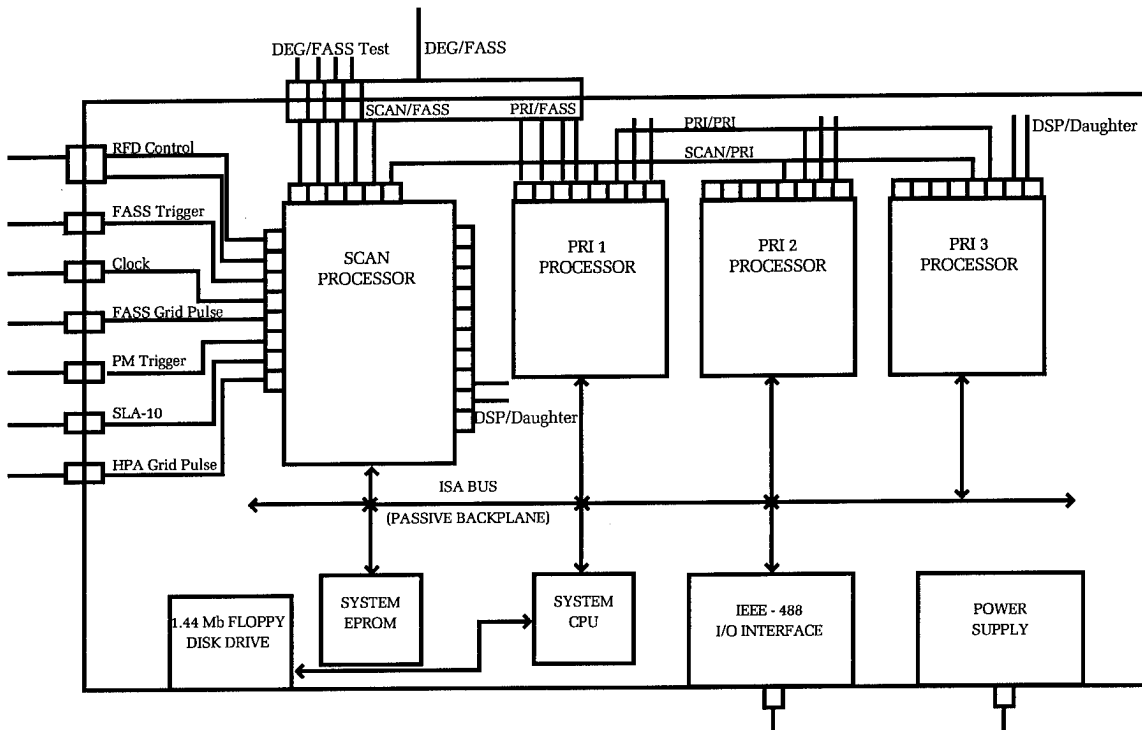 DEG/FASS Test
DEG/FASS
SCAN/FASS
PRI/FASS
PRI/PRI
DSP/Daughter
RFD Control
SCAN/PRI
FASS Trigger
Clock
FASS Grid Pulse
PM Trigger
SLA-10
HPA Grid Pulse
SCAN
PROCESSOR
PRI 1
PROCESSOR
PRI 2
PROCESSOR
PRI 3
PROCESSOR
DSP/Daughter
ISA BUS
(PASSIVE BACKPLANE)
1.44 Mb FLOPPY
DISK DRIVE
SYSTEM
EPROM
SYSTEM
CPU
IEEE - 488
I/O INTERFACE
POWER
SUPPLY